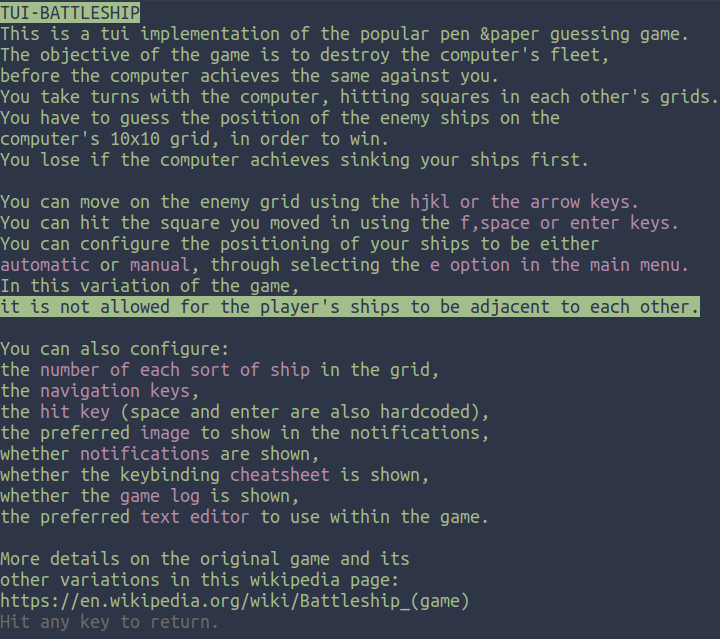 TUI-BATTLESHIP
This is a tui implementation of the popular pen &paper guessing game.
The objective of the game is to destroy the computer's fleet,
before the computer achieves the same against you.
You take turns with the computer, hitting squares in each other's grids.
You have to guess the position of the enemy ships on the
computer's 10x10 grid, in order to win.
You lose if the computer achieves sinking your ships first.
You can move on the enemy grid using the hjkl or the arrow keys.
You can hit the square you moved in using the f,space or enter keys.
You can configure the positioning of your ships to be either
automatic or manual, through selecting the e option in the main menu.
In this variation of the game,
it is not allowed for the player's ships to be adjacent to each other.
You can also configure:
the number of each sort of ship in the grid,
the navigation keys,
the hit key (space and enter are also hardcoded),
the preferred image to show in the notifications,
whether notifications are shown,
whether the keybinding cheatsheet is shown,
whether the game log is shown,
the preferred text editor to use within the game.
More details on the original game and its
other variations in this wikipedia page:
https://en.wikipedia.org/wiki/Battleship_(game)
Hit any key to return.